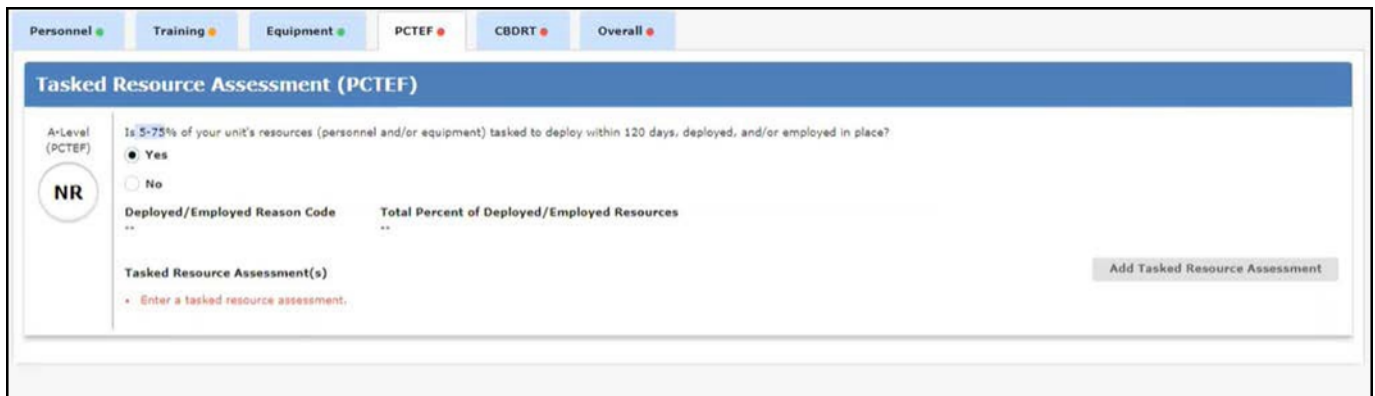 Personnel Training Equipment PCTEF CBDRT Overall
Tasked Resource Assessment (PCTEF)
A-Level
(PCTEF)
NR
Is 5-75% of your unit's resources (personnel and/or equipment) tasked to deploy within 120 days, deployed, and/or employed in place?
Yes
No
Deployed/Employed Reason Code Total Percent of Deployed/Employed Resources
-- --
Tasked Resource Assessment(s) Add Tasked Resource Assessment
• Enter a tasked resource assessment.